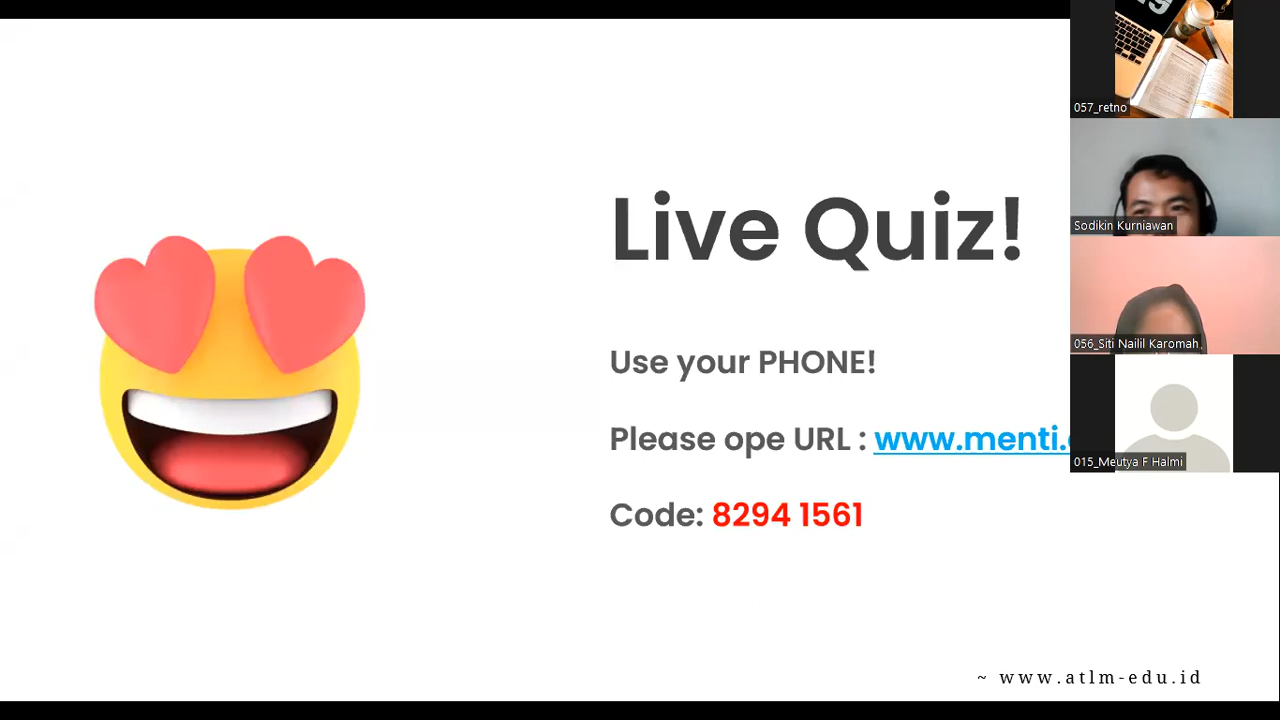 Live Quiz!
Use your PHONE!
Please ope URL : www.menti.
Code: 8294 1561
~ www.atlm-edu.id
057_retno
Sodikin Kurniawan
056_Siti Nailil Karomah
015_Meutya F Halmi